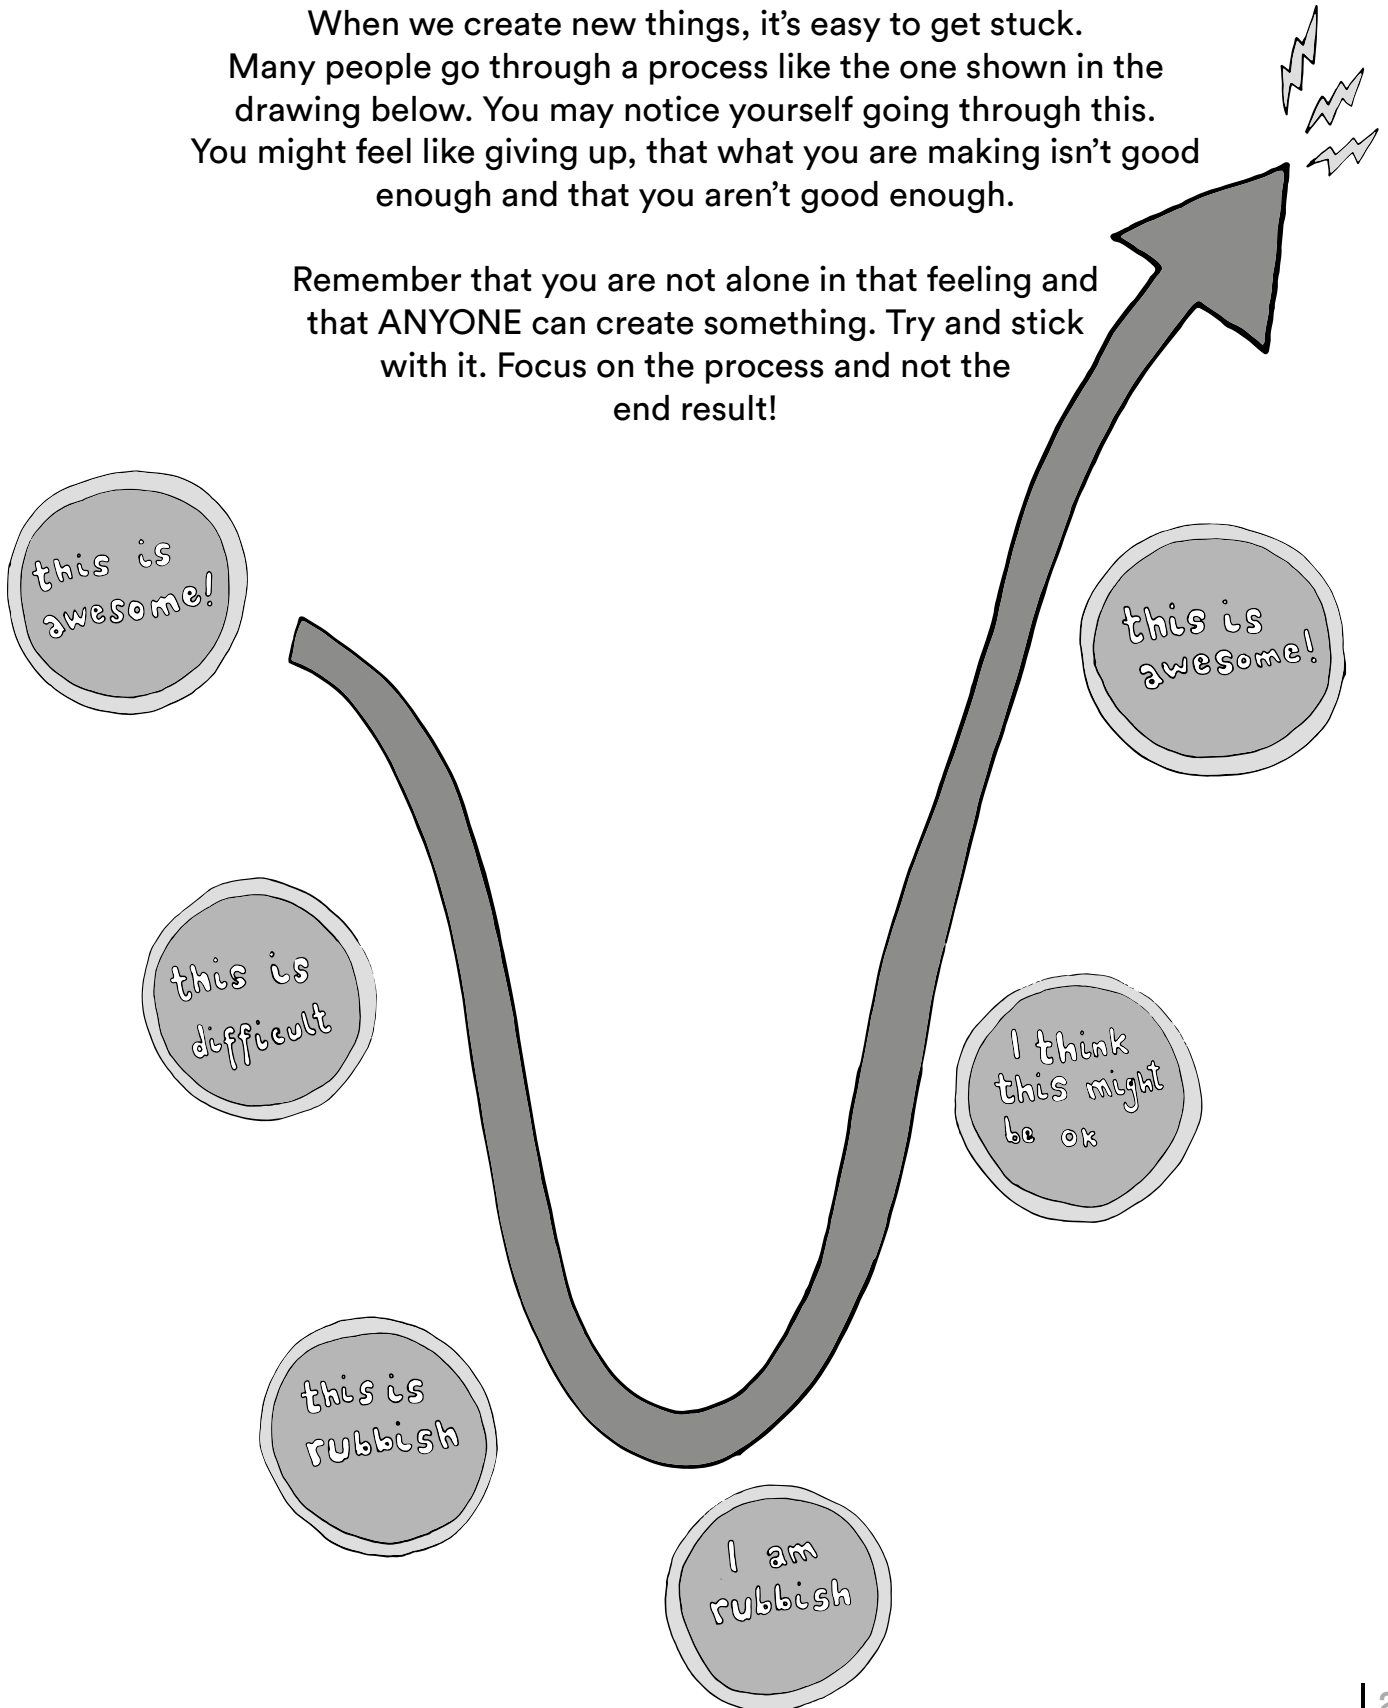 When we create new things, it’s easy to get stuck.
Many people go through a process like the one shown in the
drawing below. You may notice yourself going through this.
You might feel like giving up, that what you are making isn’t good
enough and that you aren’t good enough.
Remember that you are not alone in that feeling and
that ANYONE can create something. Try and stick
with it. Focus on the process and not the
end result!
this is
awesome!
this is
difficult
this is
rubbish
I am
rubbish
I think
this might
be ok
this is
awesome!